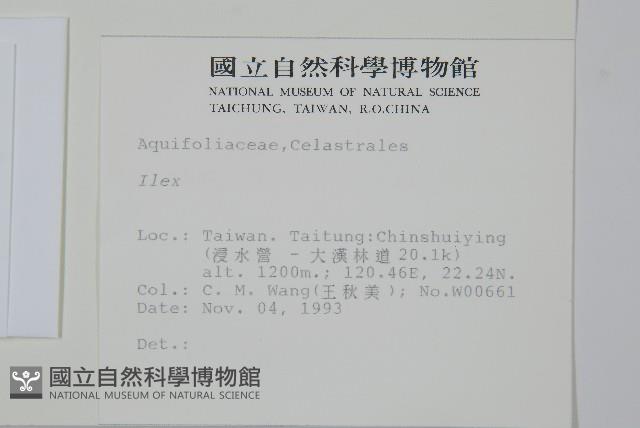 國立自然科學博物館
NATIONAL MUSEUM OF NATURAL SCIENCE
TAICHUNG, TAIWAN, R.O.CHINA
Aquifoliaceae,Celastrales
Ilex
Loc.: Taiwan. Taitung:Chinshuiying
(浸水營 - 大漢林道20.1k)
alt. 1200m.; 120.46E, 22.24N.
Col.: C. M. Wang(王秋美); No.W00661
Date: Nov. 04, 1993
Det.:
國立自然科學博物館
NATIONAL MUSEUM OF NATURAL SCIENCE